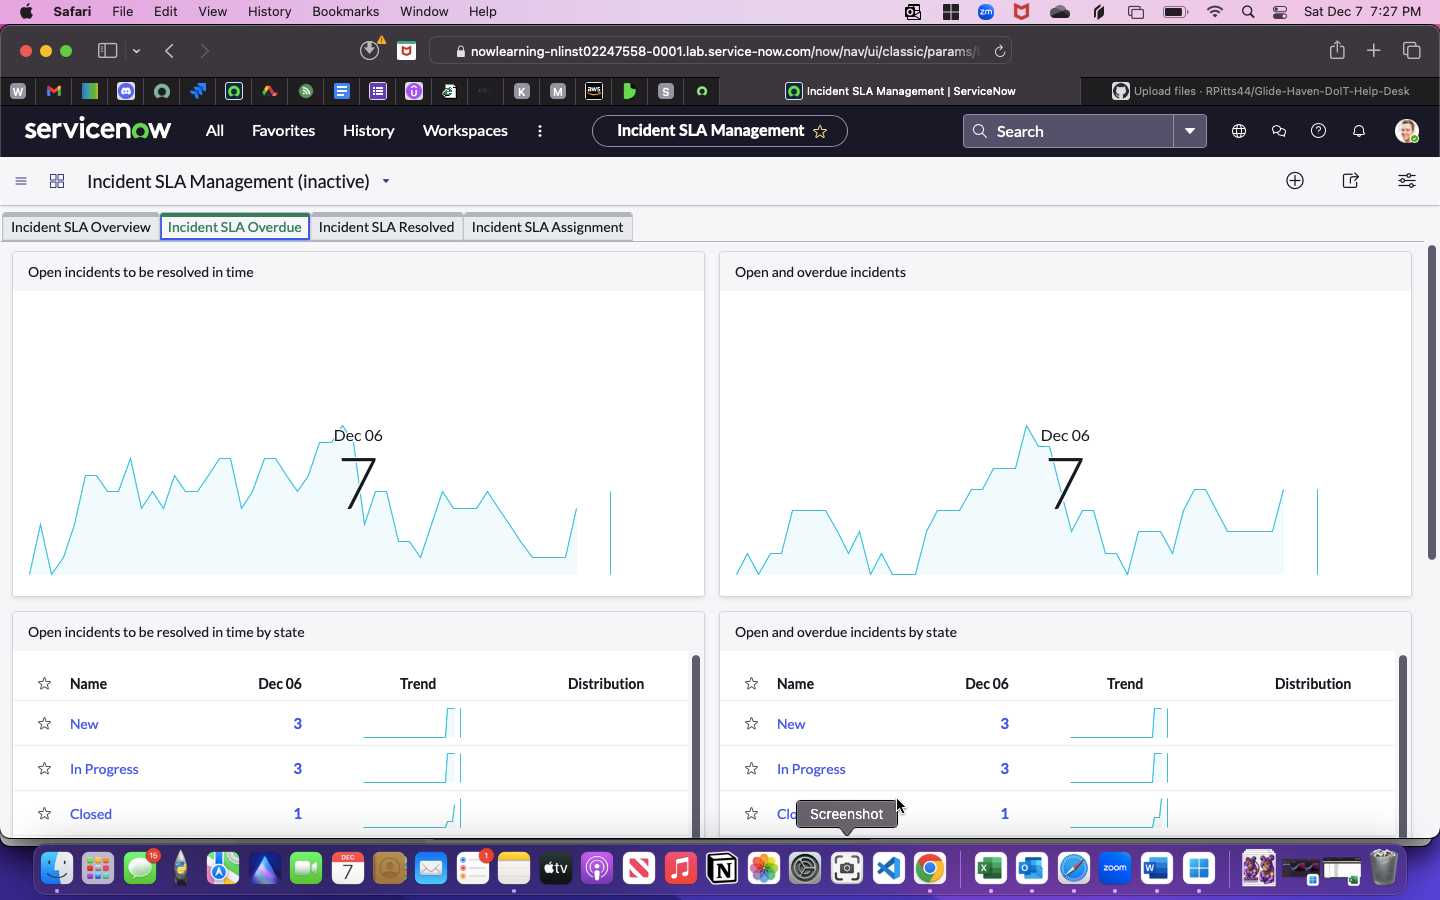 Safari File Edit View History Bookmarks Window Help
zm
Sat Dec 7 7:27 PM
nowlearning-nlinst02247558-0001.lab.service-now.com/now/nav/ui/classic/params/
W
K
M
aws
S
Incident SLA Management | ServiceNow
Upload files · RPitts44/Glide-Haven-DoIT-Help-Desk
servicenow
All Favorites History Workspaces
Incident SLA Management
Search
Incident SLA Management (inactive)
Incident SLA Overview
Incident SLA Overdue
Incident SLA Resolved
Incident SLA Assignment
Open incidents to be resolved in time
Dec 06
7
Open and overdue incidents
Dec 06
7
Open incidents to be resolved in time by state
Name Dec 06 Trend Distribution
New 3
In Progress 3
Closed 1
Open and overdue incidents by state
Name Dec 06 Trend Distribution
New 3
In Progress 3
Clo 1
Screenshot
16
DEC
7
1
tv
zoom